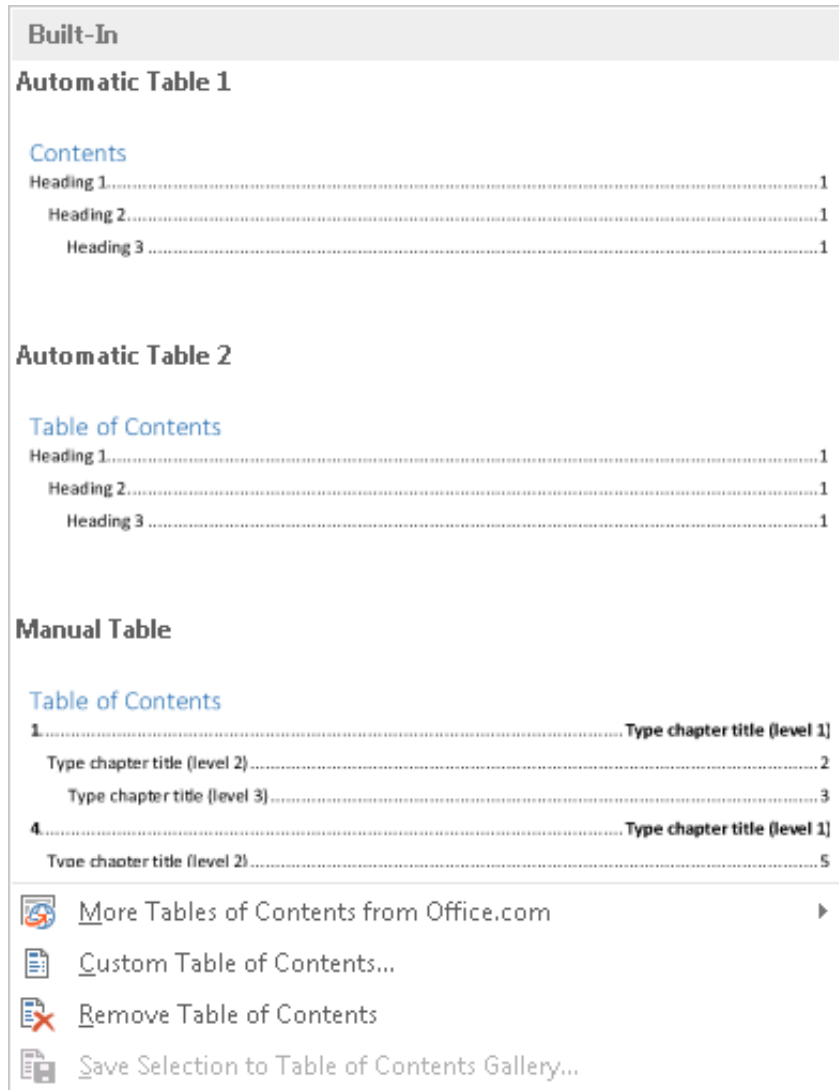 Built-In
Automatic Table 1
Contents
Heading 1........................................1
Heading 2........................................1
Heading 3........................................1
Automatic Table 2
Table of Contents
Heading 1........................................1
Heading 2........................................1
Heading 3........................................1
Manual Table
Table of Contents
1........................................Type chapter title (level 1)
Type chapter title (level 2)........................................2
Type chapter title (level 3)........................................3
4........................................Type chapter title (level 1)
Type chapter title (level 2)........................................5
More Tables of Contents from Office.com
Custom Table of Contents...
Remove Table of Contents
Save Selection to Table of Contents Gallery...